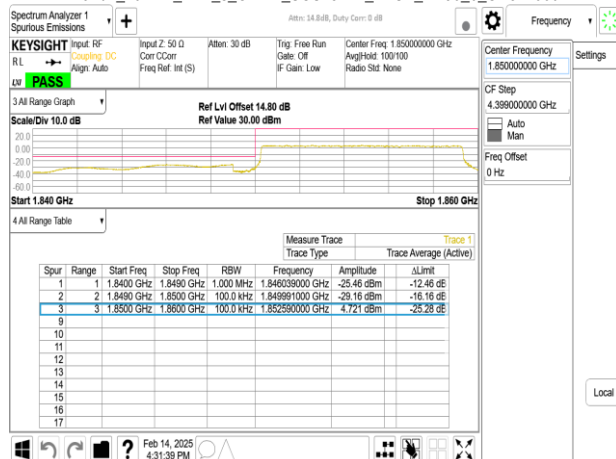 Spectrum Analyzer 1
Spurious Emissions
Attn: 14.8dB, Duty Corr: 0 dB
Frequency
KEYSIGHT
RL
PASS
Input: RF
Coupling: DC
Align: Auto
Input Z: 50 Ω
Corr CCorr
Freq Ref: Int (S)
Atten: 30 dB
Trig: Free Run
Gate: Off
IF Gain: Low
Center Freq: 1.850000000 GHz
Avg|Hold: 100/100
Radio Std: None
Center Frequency
1.850000000 GHz
Settings
CF Step
4.399000000 GHz
Auto
Man
Freq Offset
0 Hz
Local
3 All Range Graph
Scale/Div 10.0 dB
Ref Lvl Offset 14.80 dB
Ref Value 30.00 dBm
20.0
0.00
-20.0
-40.0
-60.0
Start 1.840 GHz
Stop 1.860 GHz
4 All Range Table
Measure Trace Trace 1
Trace Type Trace Average (Active)
Spur Range Start Freq Stop Freq RBW Frequency Amplitude ΔLimit
1 1 1.8400 GHz 1.8490 GHz 1.000 MHz 1.846039000 GHz -25.46 dBm -12.46 dB
2 2 1.8490 GHz 1.8500 GHz 100.0 kHz 1.849991000 GHz -29.16 dBm -16.16 dB
3 3 1.8500 GHz 1.8600 GHz 100.0 kHz 1.852590000 GHz 4.721 dBm -25.28 dB
9
10
11
12
13
14
15
16
17
?
Feb 14, 2025
4:31:39 PM